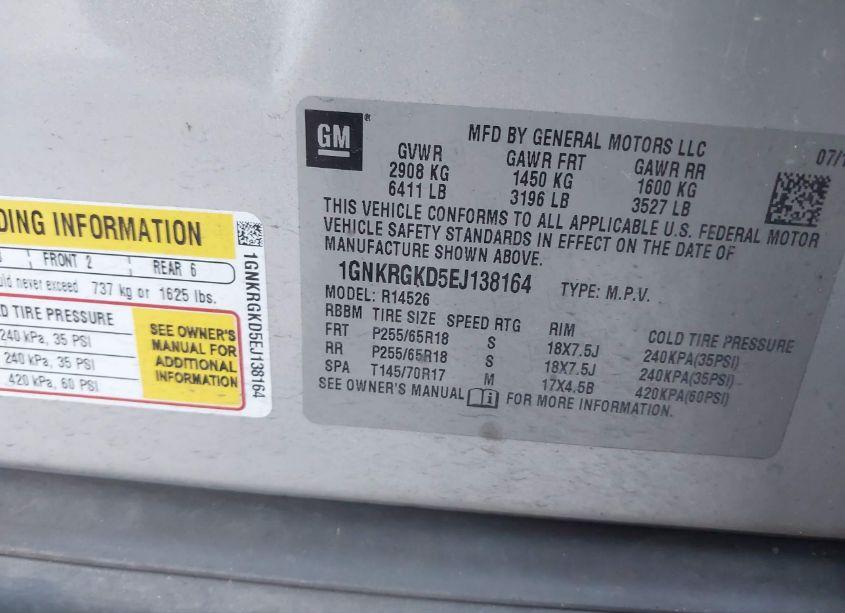 GM ®
MFD BY GENERAL MOTORS LLC
07/1
GVWR GAWR FRT GAWR RR
2908 KG 1450 KG 1600 KG
6411 LB 3196 LB 3527 LB
THIS VEHICLE CONFORMS TO ALL APPLICABLE U.S. FEDERAL MOTOR
VEHICLE SAFETY STANDARDS IN EFFECT ON THE DATE OF
MANUFACTURE SHOWN ABOVE.
1GNKRGKD5EJ138164 TYPE: M.P.V.
MODEL: R14526
RBBM TIRE SIZE SPEED RTG RIM COLD TIRE PRESSURE
FRT P255/65R18 S 18X7.5J 240KPA(35PSI)
RR P255/65R18 S 18X7.5J 240KPA(35PSI)
SPA T145/70R17 M 17X4.5B 420KPA(60PSI)
SEE OWNER'S MANUAL i FOR MORE INFORMATION.
DING INFORMATION
FRONT 2 REAR 6
uld never exceed 737 kg or 1625 lbs.
D TIRE PRESSURE
240 kPa, 35 PSI
240 kPa, 35 PSI
420 kPa, 60 PSI
SEE OWNER'S
MANUAL FOR
ADDITIONAL
INFORMATION
1GNKRGKD5EJ138164